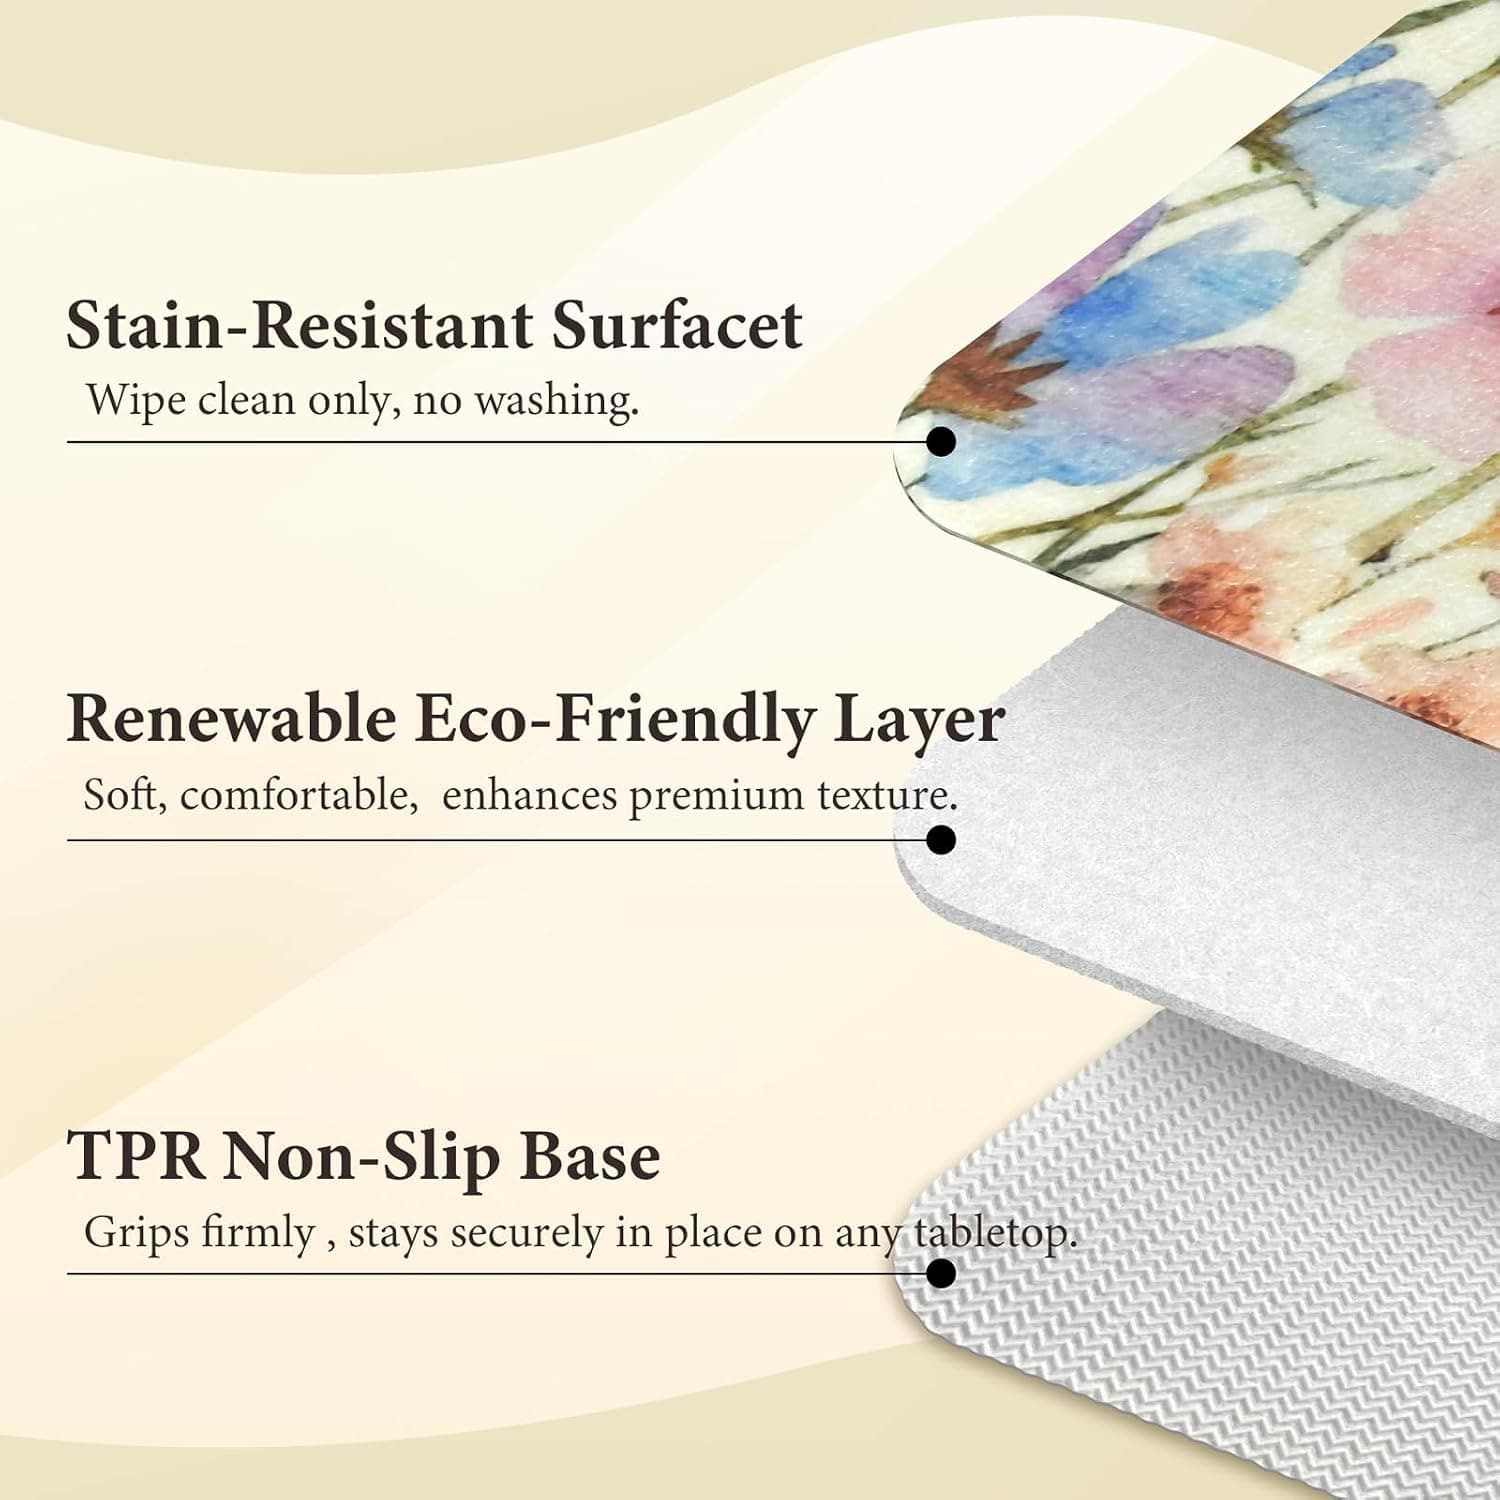 Stain-Resistant Surfacet
Wipe clean only, no washing.
Renewable Eco-Friendly Layer
Soft, comfortable, enhances premium texture.
TPR Non-Slip Base
Grips firmly , stays securely in place on any tabletop.